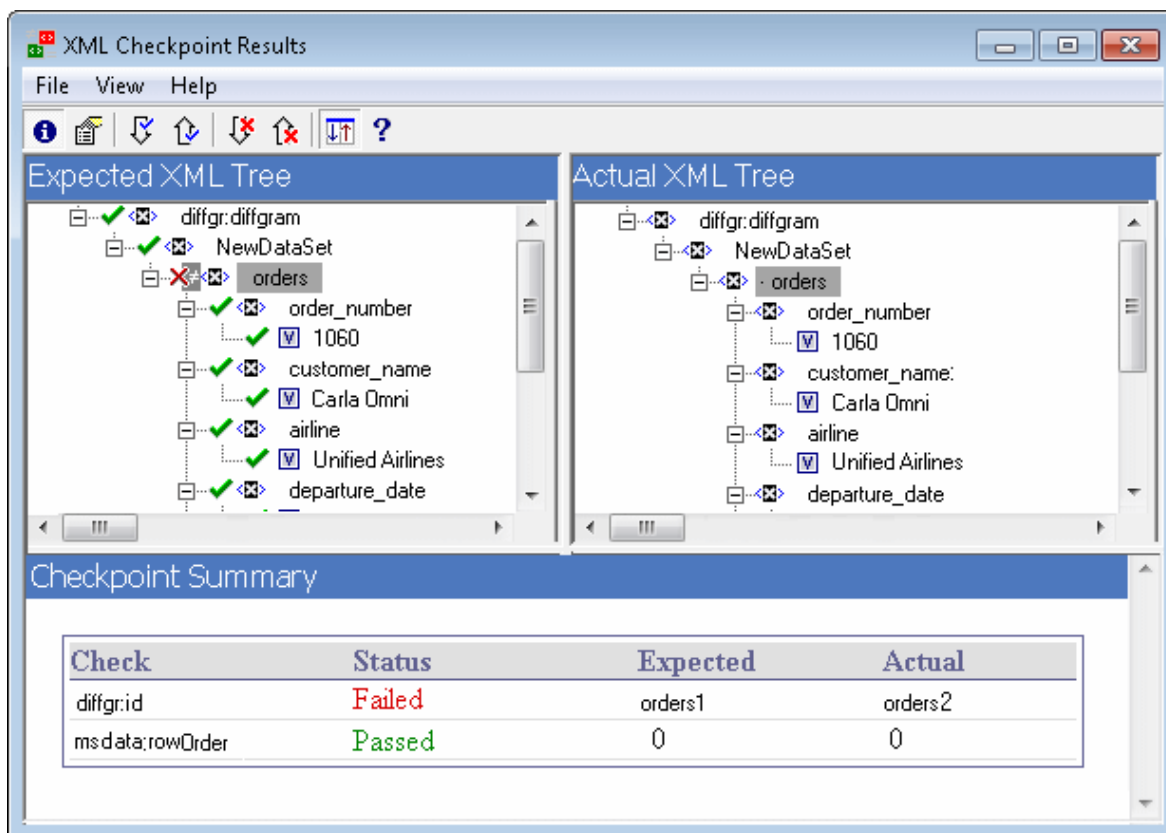 XML Checkpoint Results
File View Help
Expected XML Tree
diffgr:diffgram
NewDataSet
orders
order_number
1060
customer_name
Carla Omni
airline
Unified Airlines
departure_date
Actual XML Tree
diffgr:diffgram
NewDataSet
· orders
order_number
1060
customer_name:
Carla Omni
airline
Unified Airlines
departure_date
Checkpoint Summary
Check Status Expected Actual
diffgr:id Failed orders1 orders2
msdata:rowOrder Passed 0 0